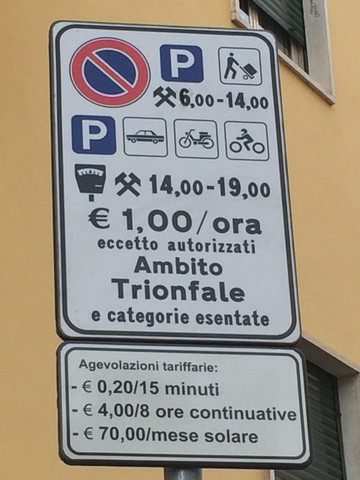 P
6,00-14,00
P
14,00-19,00
€ 1,00/ora
eccetto autorizzati
Ambito
Trionfale
e categorie esentate
Agevolazioni tariffarie:
- € 0,20/15 minuti
- € 4,00/8 ore continuative
- € 70,00/mese solare